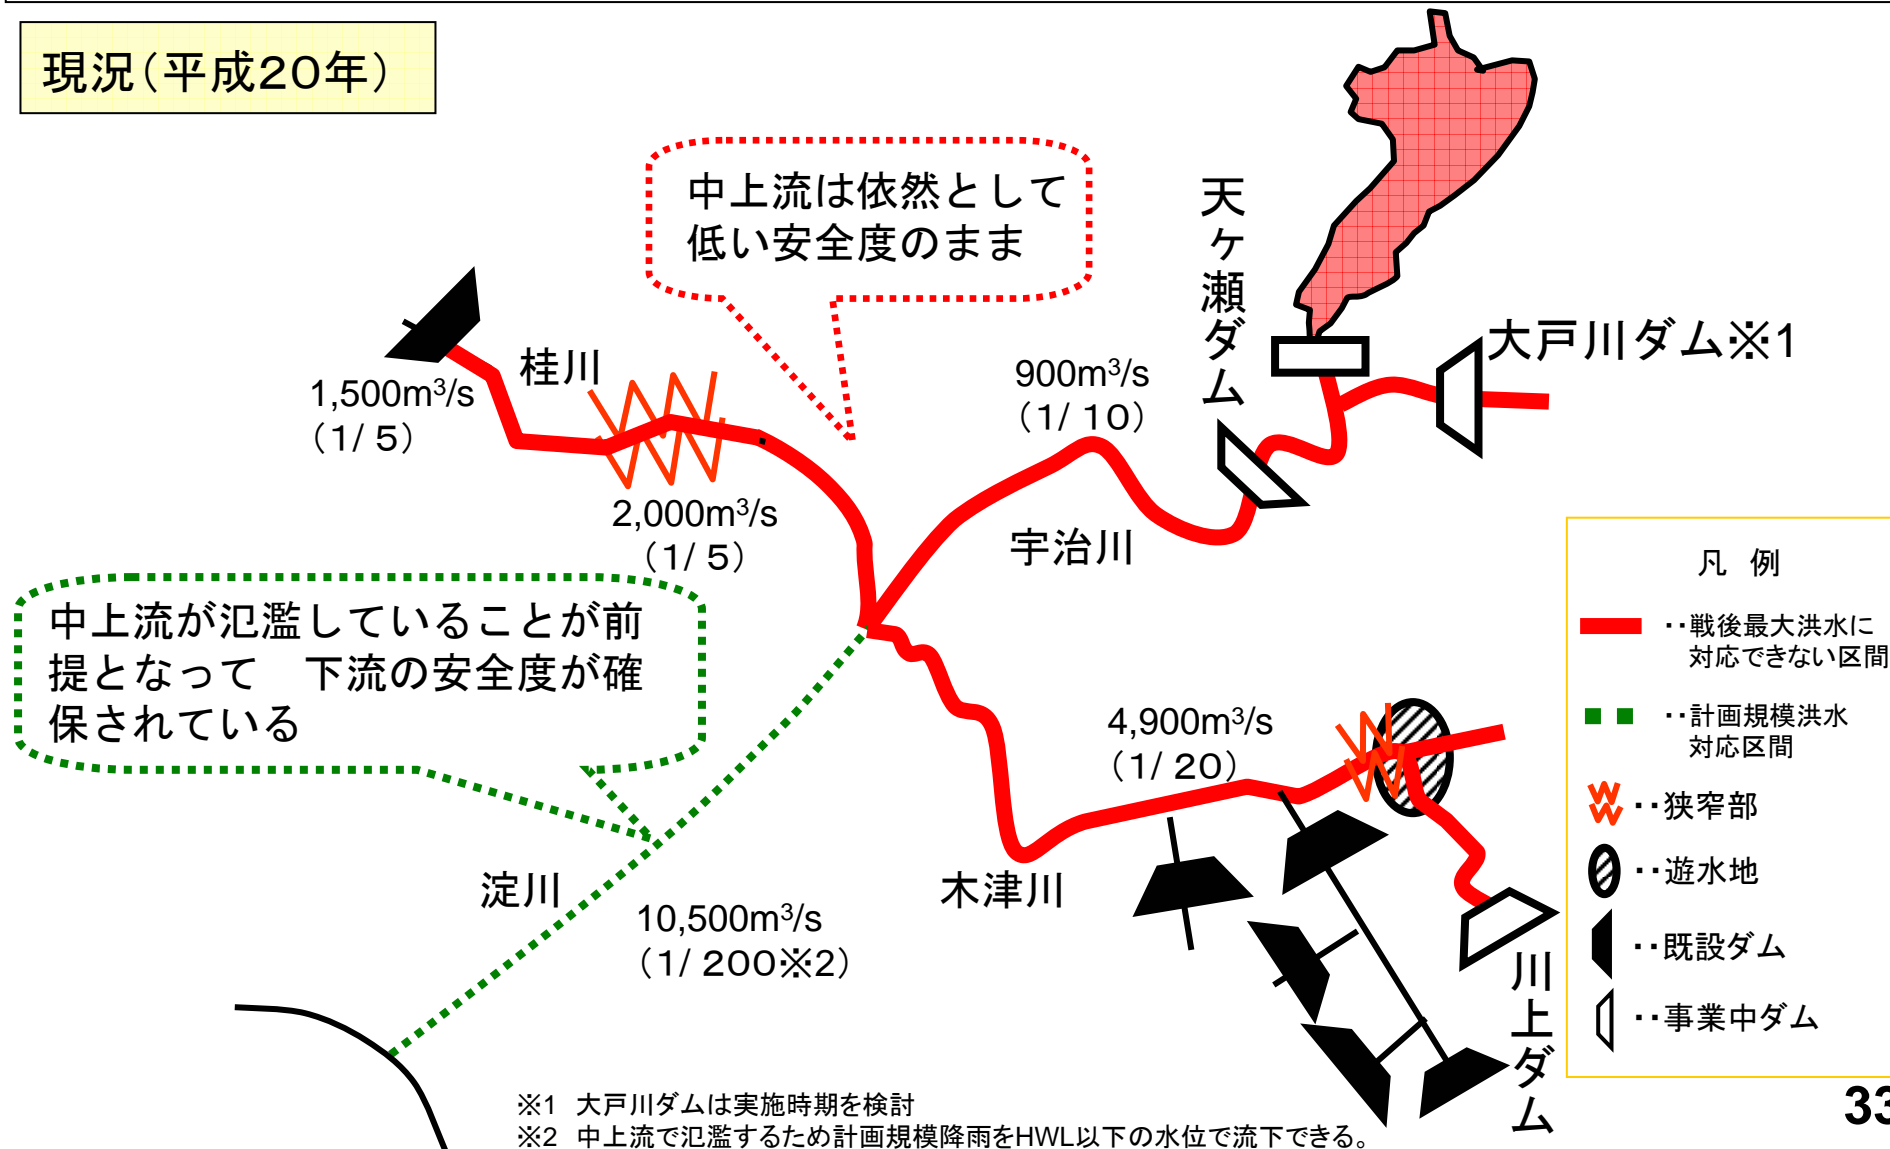 現況（平成20年）
中上流は依然として
低い安全度のまま
天ヶ瀬ダム
大戸川ダム※1
桂川
1,500m³/s
（1/5）
900m³/s
（1/10）
2,000m³/s
（1/5）
宇治川
中上流が氾濫していることが前
提となって　下流の安全度が確
保されている
凡 例
‥戦後最大洪水に
対応できない区間
‥計画規模洪水
対応区間
‥狭窄部
‥遊水地
‥既設ダム
‥事業中ダム
4,900m³/s
（1/20）
淀川
木津川
10,500m³/s
（1/200※2）
川上ダム
※1 大戸川ダムは実施時期を検討
※2 中上流で氾濫するため計画規模降雨をHWL以下の水位で流下できる。
33